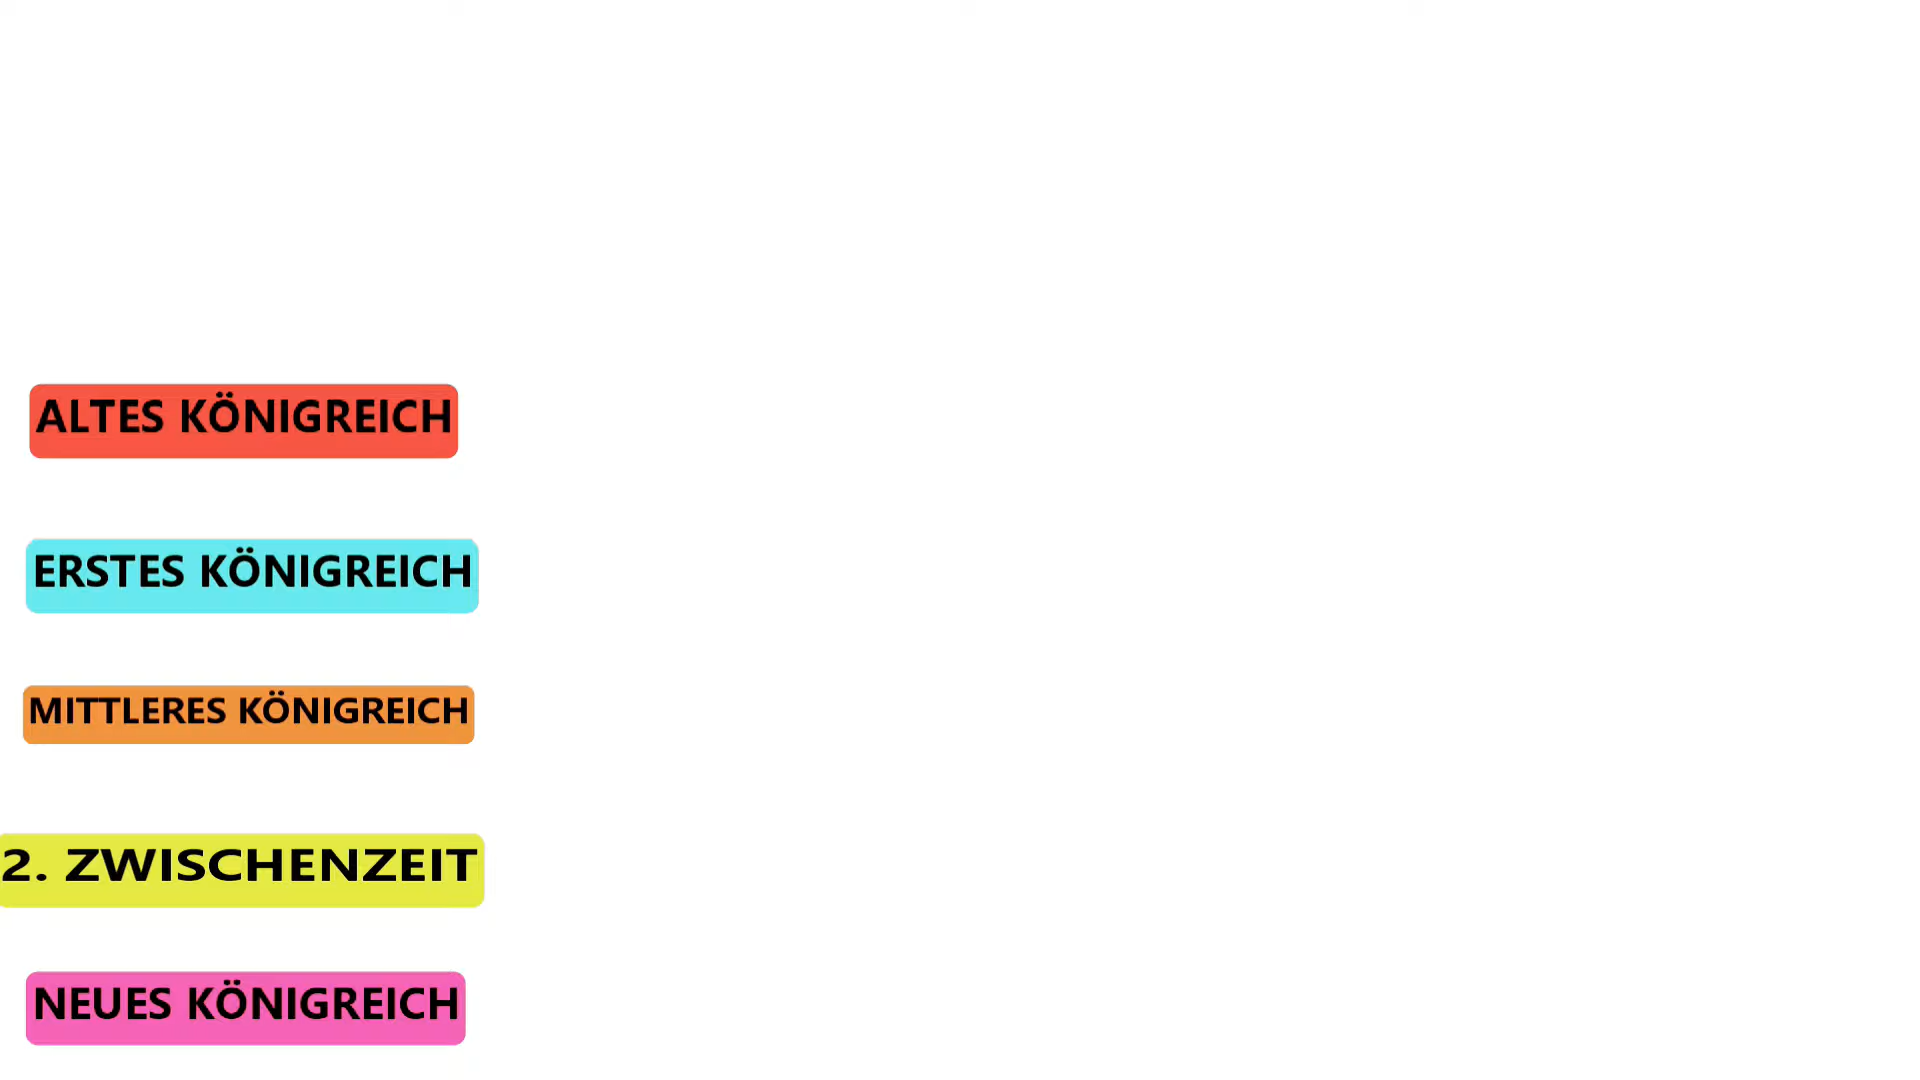 ALTES KÖNIGREICH
ERSTES KÖNIGREICH
MITTLERES KÖNIGREICH
2. ZWISCHENZEIT
NEUES KÖNIGREICH